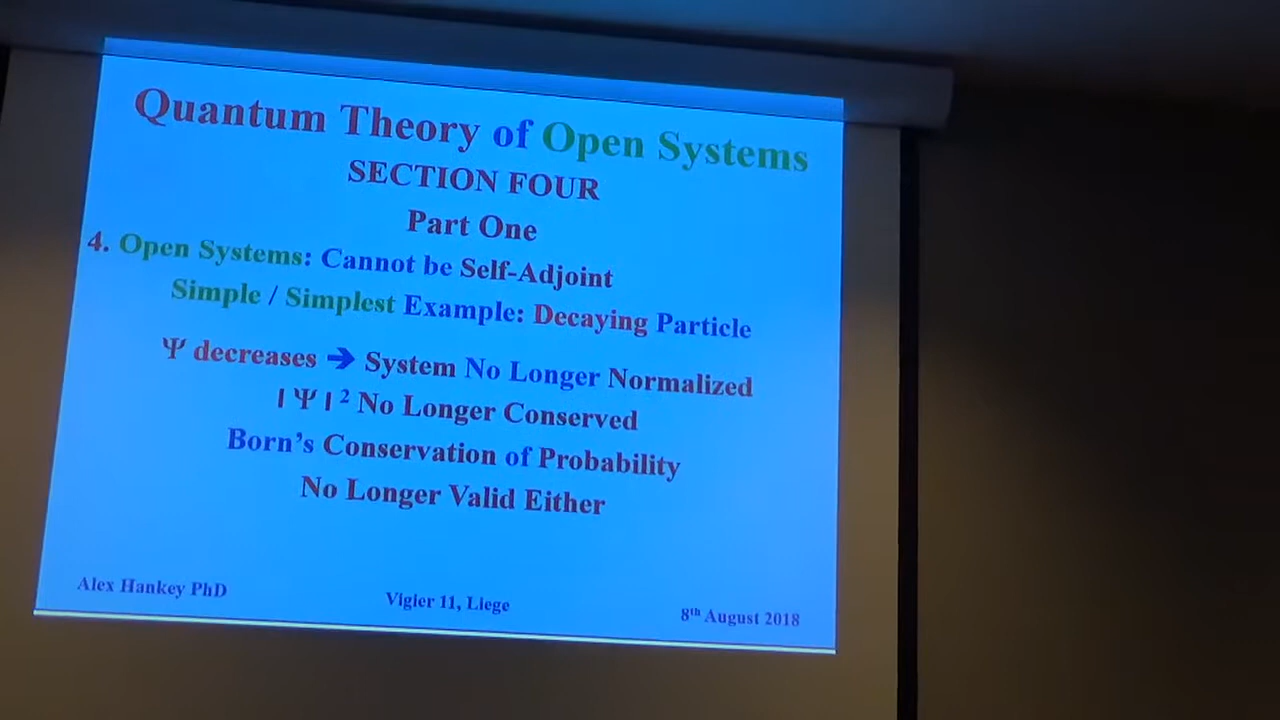 Quantum Theory of Open Systems
SECTION FOUR
Part One
4. Open Systems: Cannot be Self-Adjoint
Simple / Simplest Example: Decaying Particle
Ψ decreases ➔ System No Longer Normalized
| Ψ |² No Longer Conserved
Born's Conservation of Probability
No Longer Valid Either
Alex Hankey PhD
Vigier 11, Liege
8th August 2018